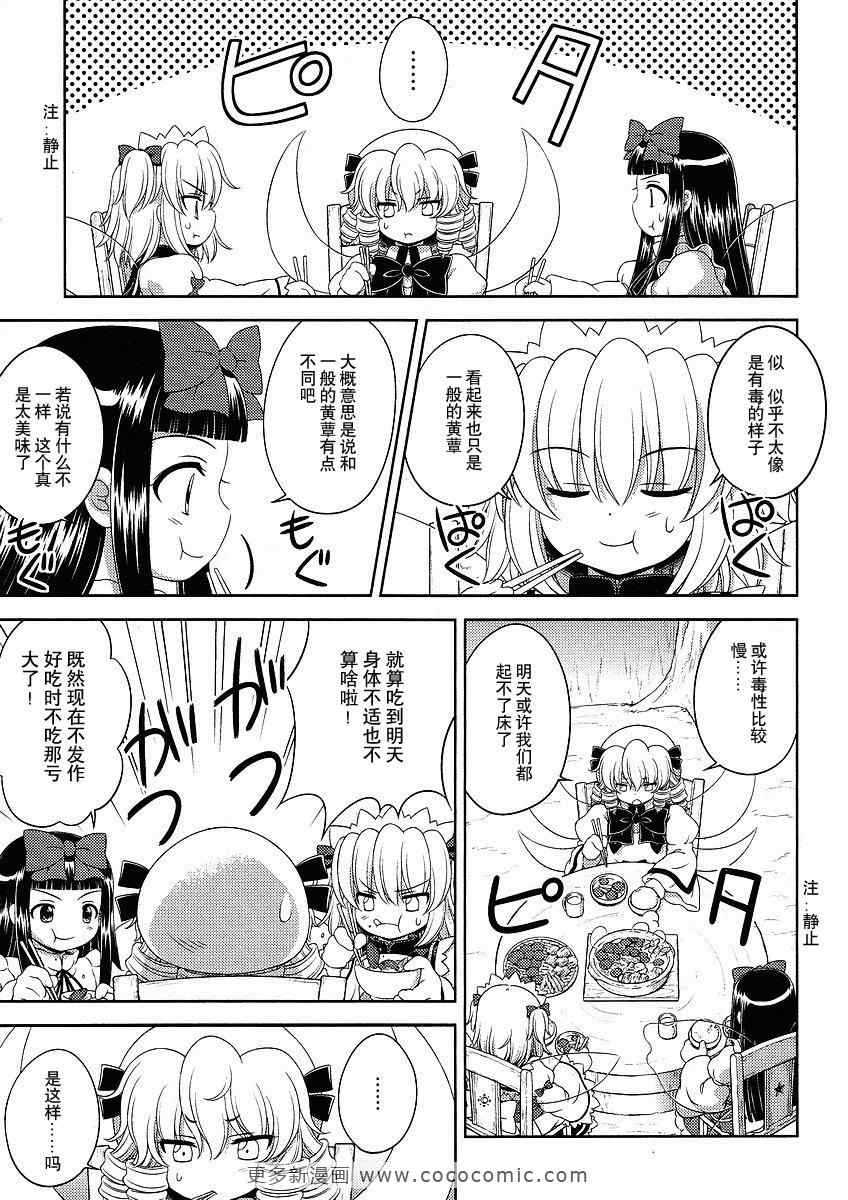 ピタ
……
注：静止
似 似乎不太像
是有毒的样子
看起来也只是
一般的黄蕈
ぱく
ぱく
大概意思是说和
一般的黄蕈有点
不同吧
若说有什么不
一样 这个真
是太美味了
もぐ
もぐ
或许毒性比较
慢……
明天或许我们都
起不了床了
ピタ
注：静止
就算吃到明天
身体不适也不
算啥啦！
既然现在不发作
好吃时不吃那亏
大了！
がつ
がつ
……
是这样……吗
更多新漫画 www.cococomic.com